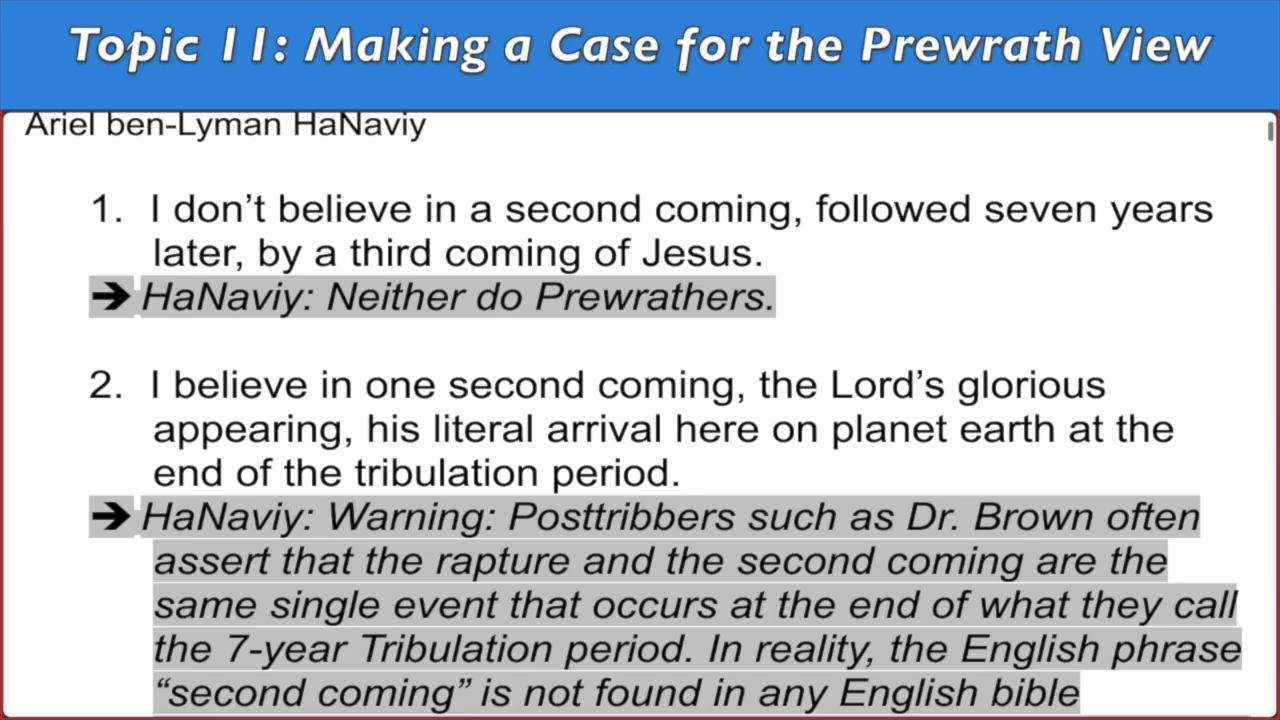 Topic 11: Making a Case for the Prewrath View
Ariel ben-Lyman HaNaviy
1. I don’t believe in a second coming, followed seven years
later, by a third coming of Jesus.
➔ HaNaviy: Neither do Prewrathers.
2. I believe in one second coming, the Lord’s glorious
appearing, his literal arrival here on planet earth at the
end of the tribulation period.
➔ HaNaviy: Warning: Posttribbers such as Dr. Brown often
assert that the rapture and the second coming are the
same single event that occurs at the end of what they call
the 7-year Tribulation period. In reality, the English phrase
“second coming” is not found in any English bible